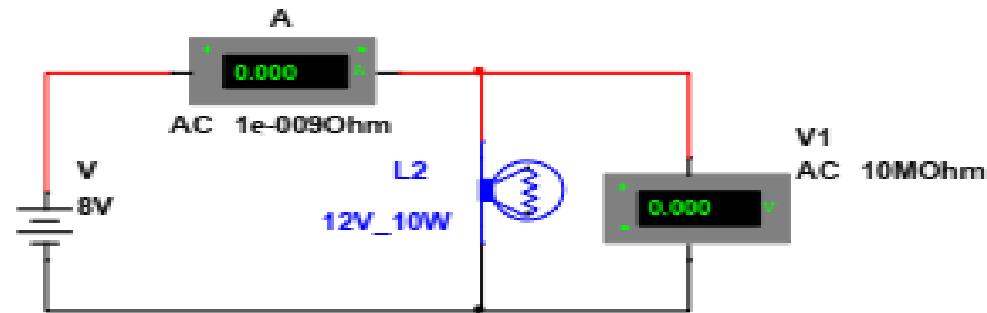 A
+ -
0.000 A
AC 1e-009Ohm
V
8V
L2
12V_10W
V1
AC 10MOhm
+
0.000 V
-